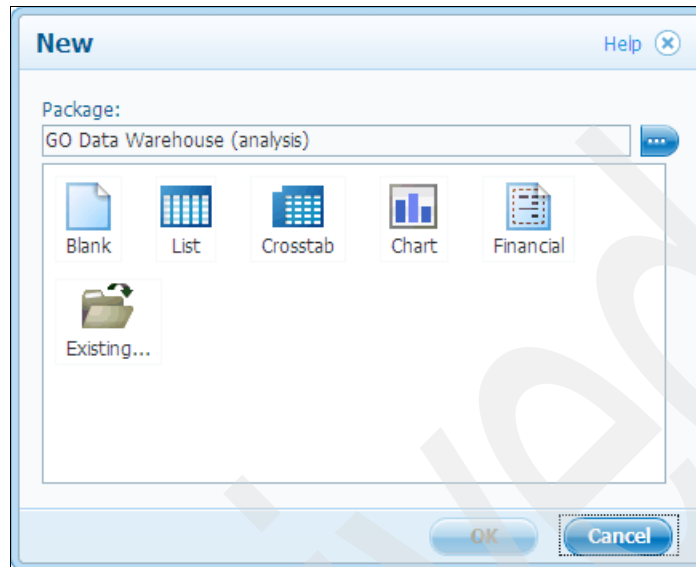 New
Help
Package:
GO Data Warehouse (analysis)
...
Blank
List
Crosstab
Chart
Financial
Existing...
OK
Cancel